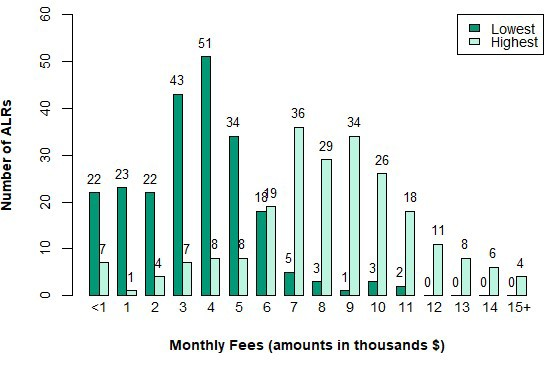 60
50
40
30
20
10
0
Number of ALRs
Lowest
Highest
22 7 23 1 22 4 43 7 51 8 34 8 18 19 5 36 3 29 1 34 3 26 2 18 0 11 0 8 0 6 0 4
<1 1 2 3 4 5 6 7 8 9 10 11 12 13 14 15+
Monthly Fees (amounts in thousands $)